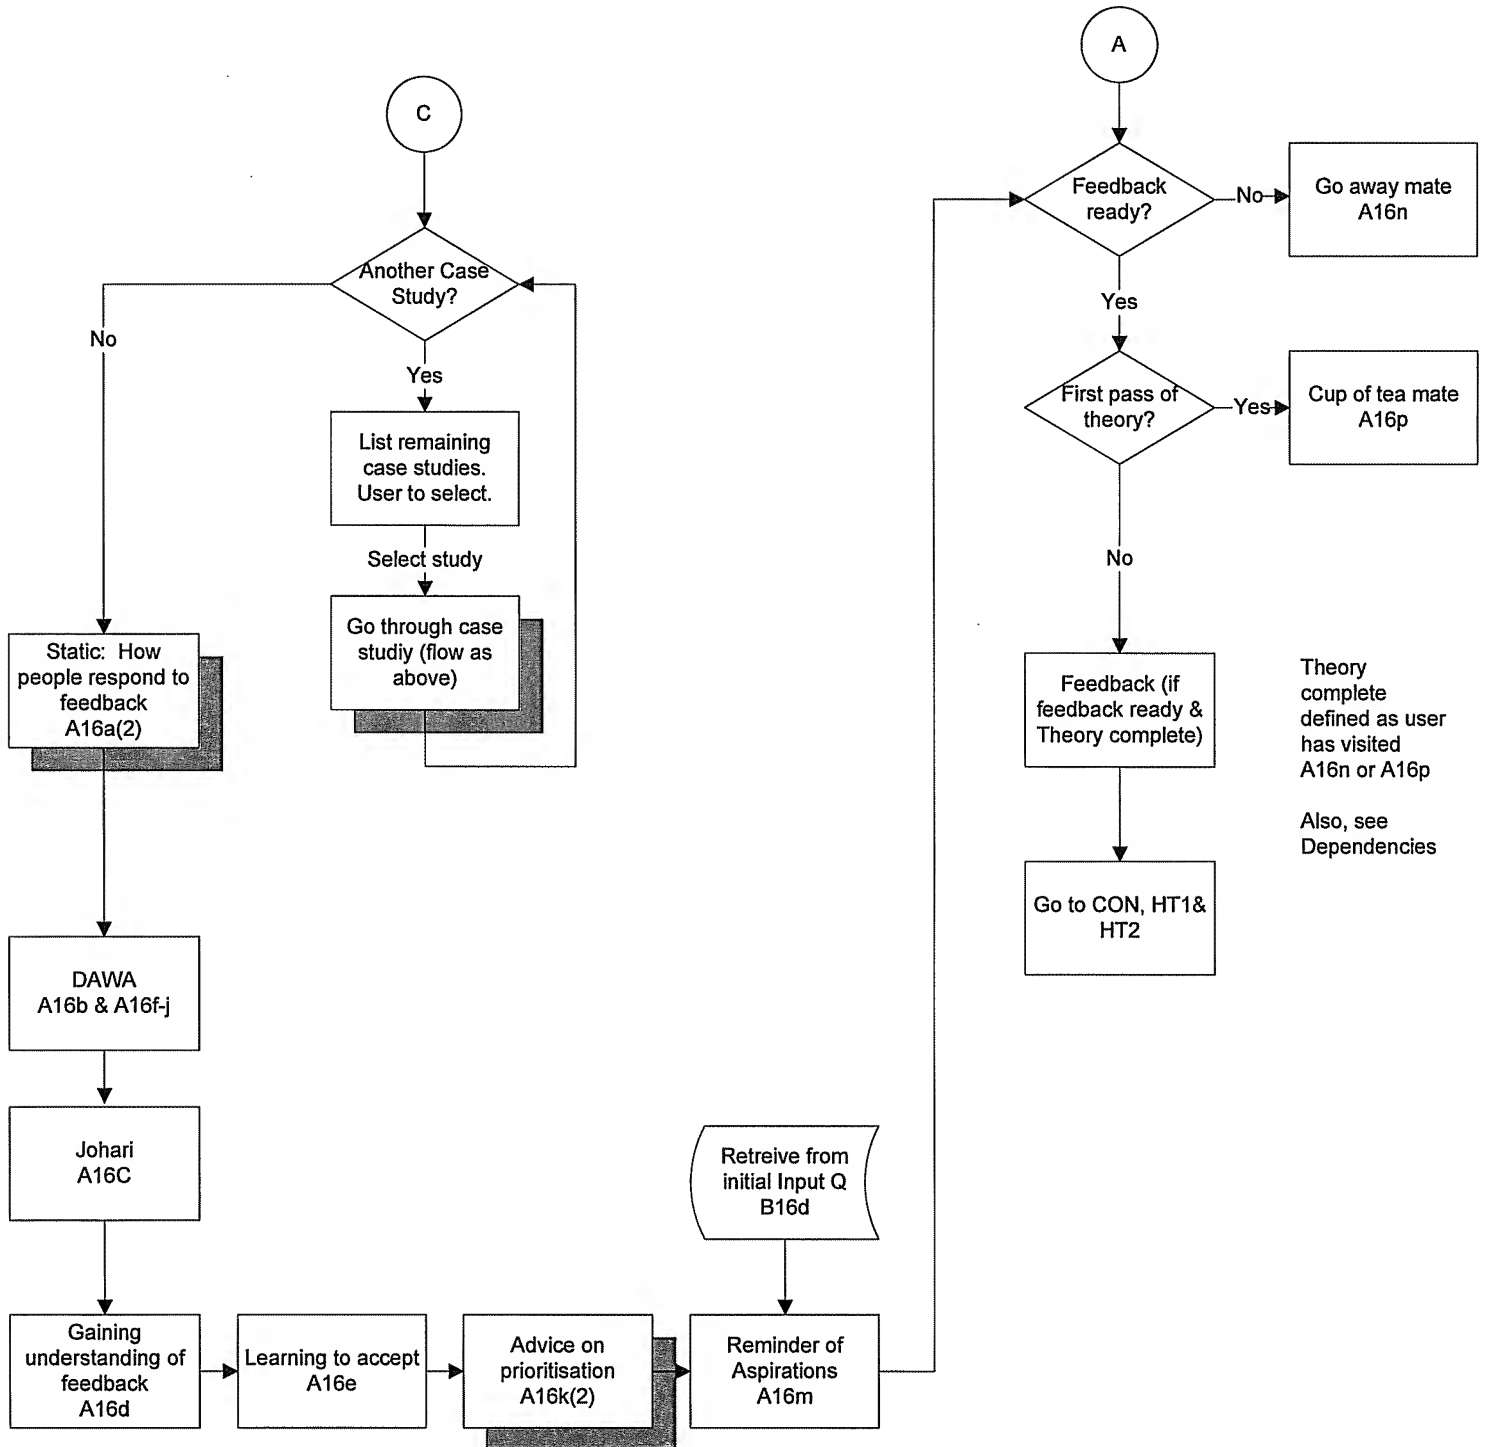 C
Another Case
Study?
No
Yes
List remaining
case studies.
User to select.
Select study
Go through case
studiy (flow as
above)
Static: How
people respond to
feedback
A16a(2)
DAWA
A16b & A16f-j
Johari
A16C
Gaining
understanding of
feedback
A16d
Learning to accept
A16e
Advice on
prioritisation
A16k(2)
Retreive from
initial Input Q
B16d
Reminder of
Aspirations
A16m
A
Feedback
ready?
No
Go away mate
A16n
Yes
First pass of
theory?
Yes
Cup of tea mate
A16p
No
Feedback (if
feedback ready &
Theory complete)
Go to CON, HT1&
HT2
Theory
complete
defined as user
has visited
A16n or A16p
Also, see
Dependencies